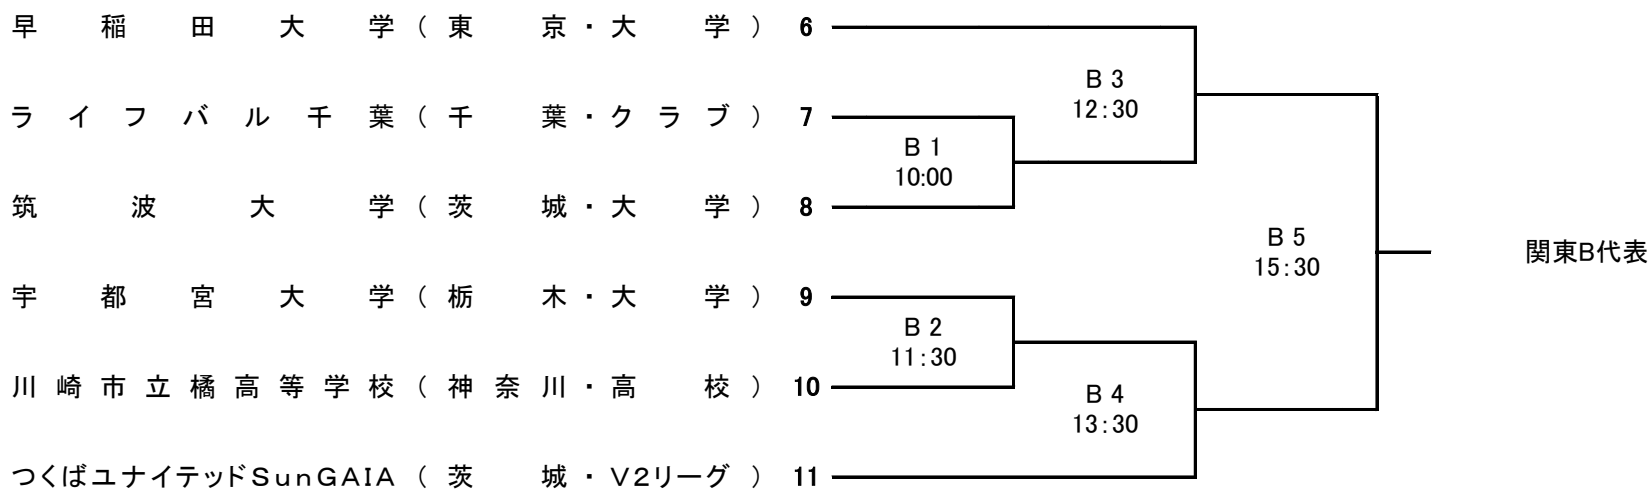 早稲田大学（東京・大学）6
B3
12:30
ライフバル千葉（千葉・クラブ）7
B1
10:00
筑波大学（茨城・大学）8
B5
15:30
関東B代表
宇都宮大学（栃木・大学）9
B2
11:30
川崎市立橘高等学校（神奈川・高校）10
B4
13:30
つくばユナイテッドSunGAIA（茨城・V2リーグ）11